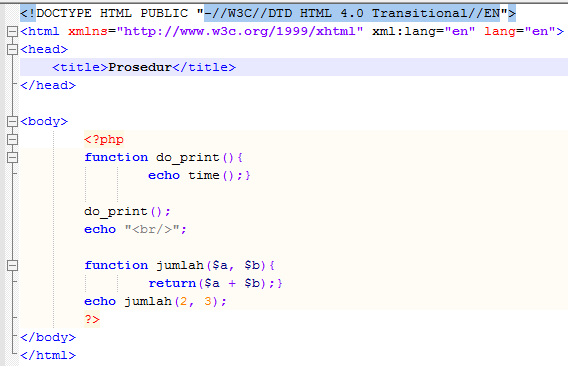 <!DOCTYPE HTML PUBLIC "-//W3C//DTD HTML 4.0 Transitional//EN">
<html xmlns="http://www.w3c.org/1999/xhtml" xml:lang="en" lang="en">
<head>
    <title>Prosedur</title>
</head>
<body>
        <?php
        function do_print(){
                echo time();}
        do_print();
        echo "<br/>";
        function jumlah($a, $b){
                return($a + $b);}
        echo jumlah(2, 3);
        ?>
</body>
</html>